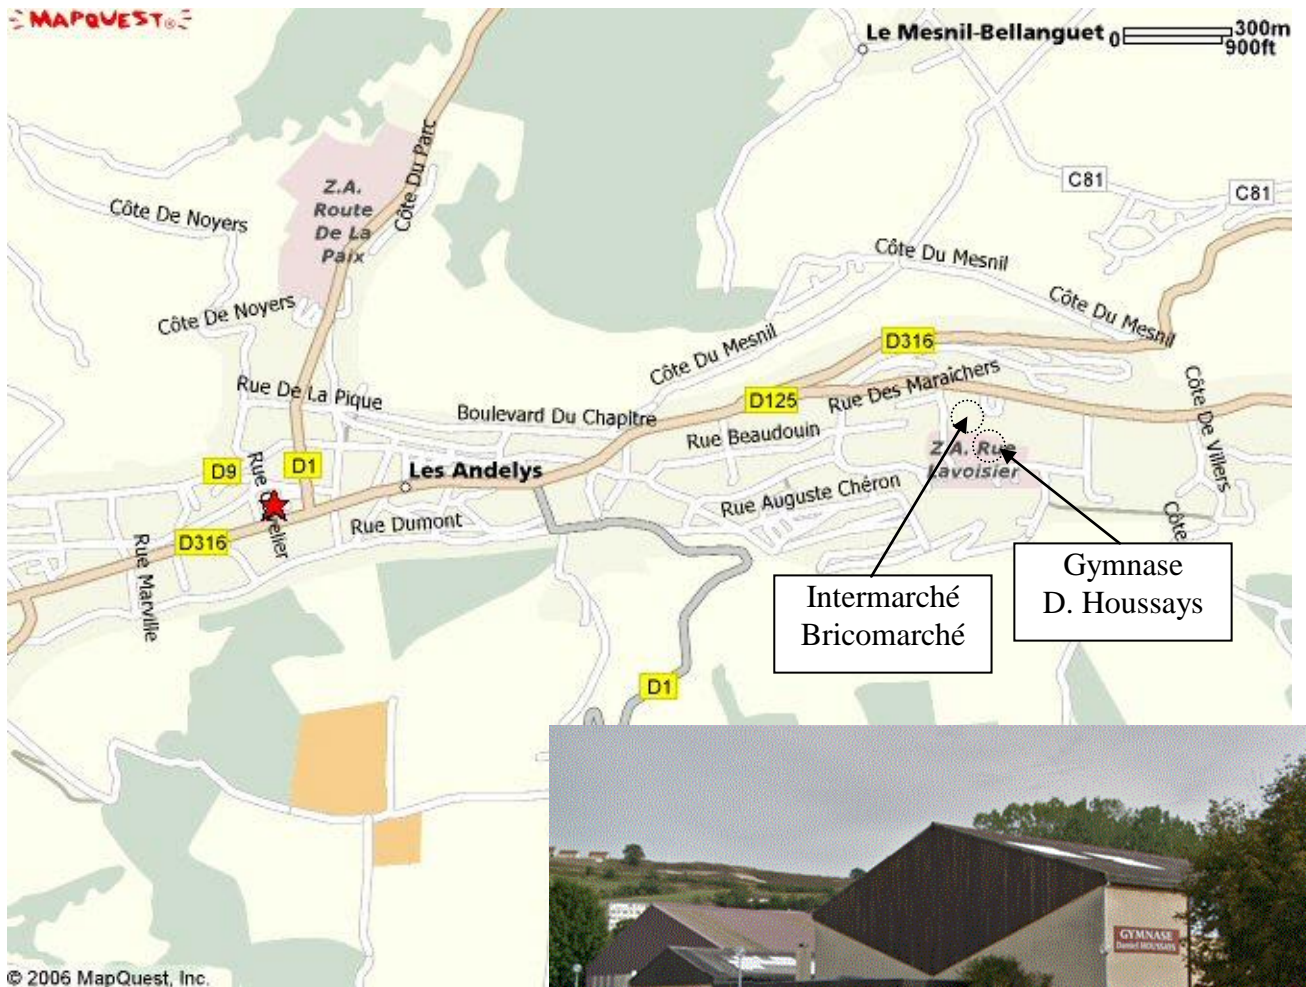 MAPQUEST
Le Mesnil-Bellanguet
0 300m
900ft
C81
C81
Côte De Noyers
Z.A.
Route
De La
Paix
Côte Du Parc
Côte Du Mesnil
Côte Du Mesnil
Côte De Noyers
Côte Du Mesnil
D316
Rue De La Pique
Boulevard Du Chapitre
D125
Rue Des Maraîchers
Côte De Villers
Rue Beaudouin
Z.A. Rue
Lavoisier
D9
D1
Les Andelys
Rue Auguste Chéron
Rue Dumont
D316
Rue Marville
Côte
Intermarché
Bricomarché
Gymnase
D. Houssays
D1
GYMNASE
Daniel HOUSSAYS
© 2006 MapQuest, Inc.